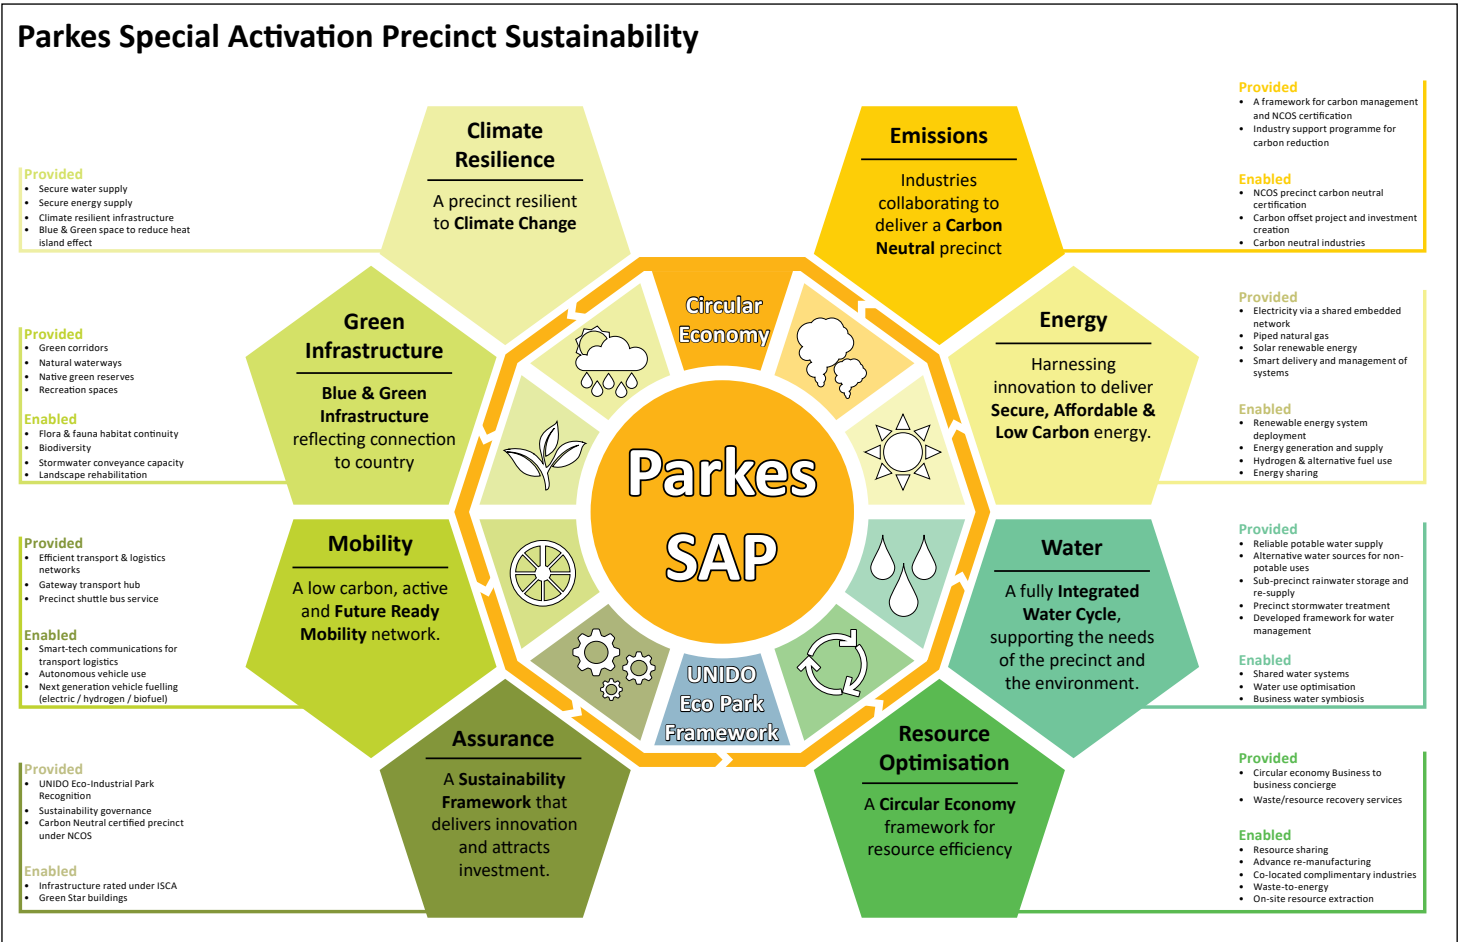 Parkes Special Activation Precinct Sustainability
Climate
Resilience
A precinct resilient
to Climate Change
Provided
• Secure water supply
• Secure energy supply
• Climate resilient infrastructure
• Blue & Green space to reduce heat
island effect
Green
Infrastructure
Blue & Green
Infrastructure
reflecting connection
to country
Provided
• Green corridors
• Natural waterways
• Native green reserves
• Recreation spaces
Enabled
• Flora & fauna habitat continuity
• Biodiversity
• Stormwater conveyance capacity
• Landscape rehabilitation
Mobility
A low carbon, active
and Future Ready
Mobility network.
Provided
• Efficient transport & logistics
networks
• Gateway transport hub
• Precinct shuttle bus service
Enabled
• Smart-tech communications for
transport logistics
• Autonomous vehicle use
• Next generation vehicle fuelling
(electric / hydrogen / biofuel)
Assurance
A Sustainability
Framework that
delivers innovation
and attracts
investment.
Provided
• UNIDO Eco-Industrial Park
Recognition
• Sustainability governance
• Carbon Neutral certified precinct
under NCOS
Enabled
• Infrastructure rated under ISCA
• Green Star buildings
Circular
Economy
Parkes
SAP
UNIDO
Eco Park
Framework
Emissions
Industries
collaborating to
deliver a Carbon
Neutral precinct
Provided
• A framework for carbon management
and NCOS certification
• Industry support programme for
carbon reduction
Enabled
• NCOS precinct carbon neutral
certification
• Carbon offset project and investment
creation
• Carbon neutral industries
Energy
Harnessing
innovation to deliver
Secure, Affordable &
Low Carbon energy.
Provided
• Electricity via a shared embedded
network
• Piped natural gas
• Solar renewable energy
• Smart delivery and management of
systems
Enabled
• Renewable energy system
deployment
• Energy generation and supply
• Hydrogen & alternative fuel use
• Energy sharing
Water
A fully Integrated
Water Cycle,
supporting the needs
of the precinct and
the environment.
Provided
• Reliable potable water supply
• Alternative water sources for non-
potable uses
• Sub-precinct rainwater storage and
re-supply
• Precinct stormwater treatment
• Developed framework for water
management
Enabled
• Shared water systems
• Water use optimisation
• Business water symbiosis
Resource
Optimisation
A Circular Economy
framework for
resource efficiency
Provided
• Circular economy Business to
business concierge
• Waste/resource recovery services
Enabled
• Resource sharing
• Advance re-manufacturing
• Co-located complimentary industries
• Waste-to-energy
• On-site resource extraction